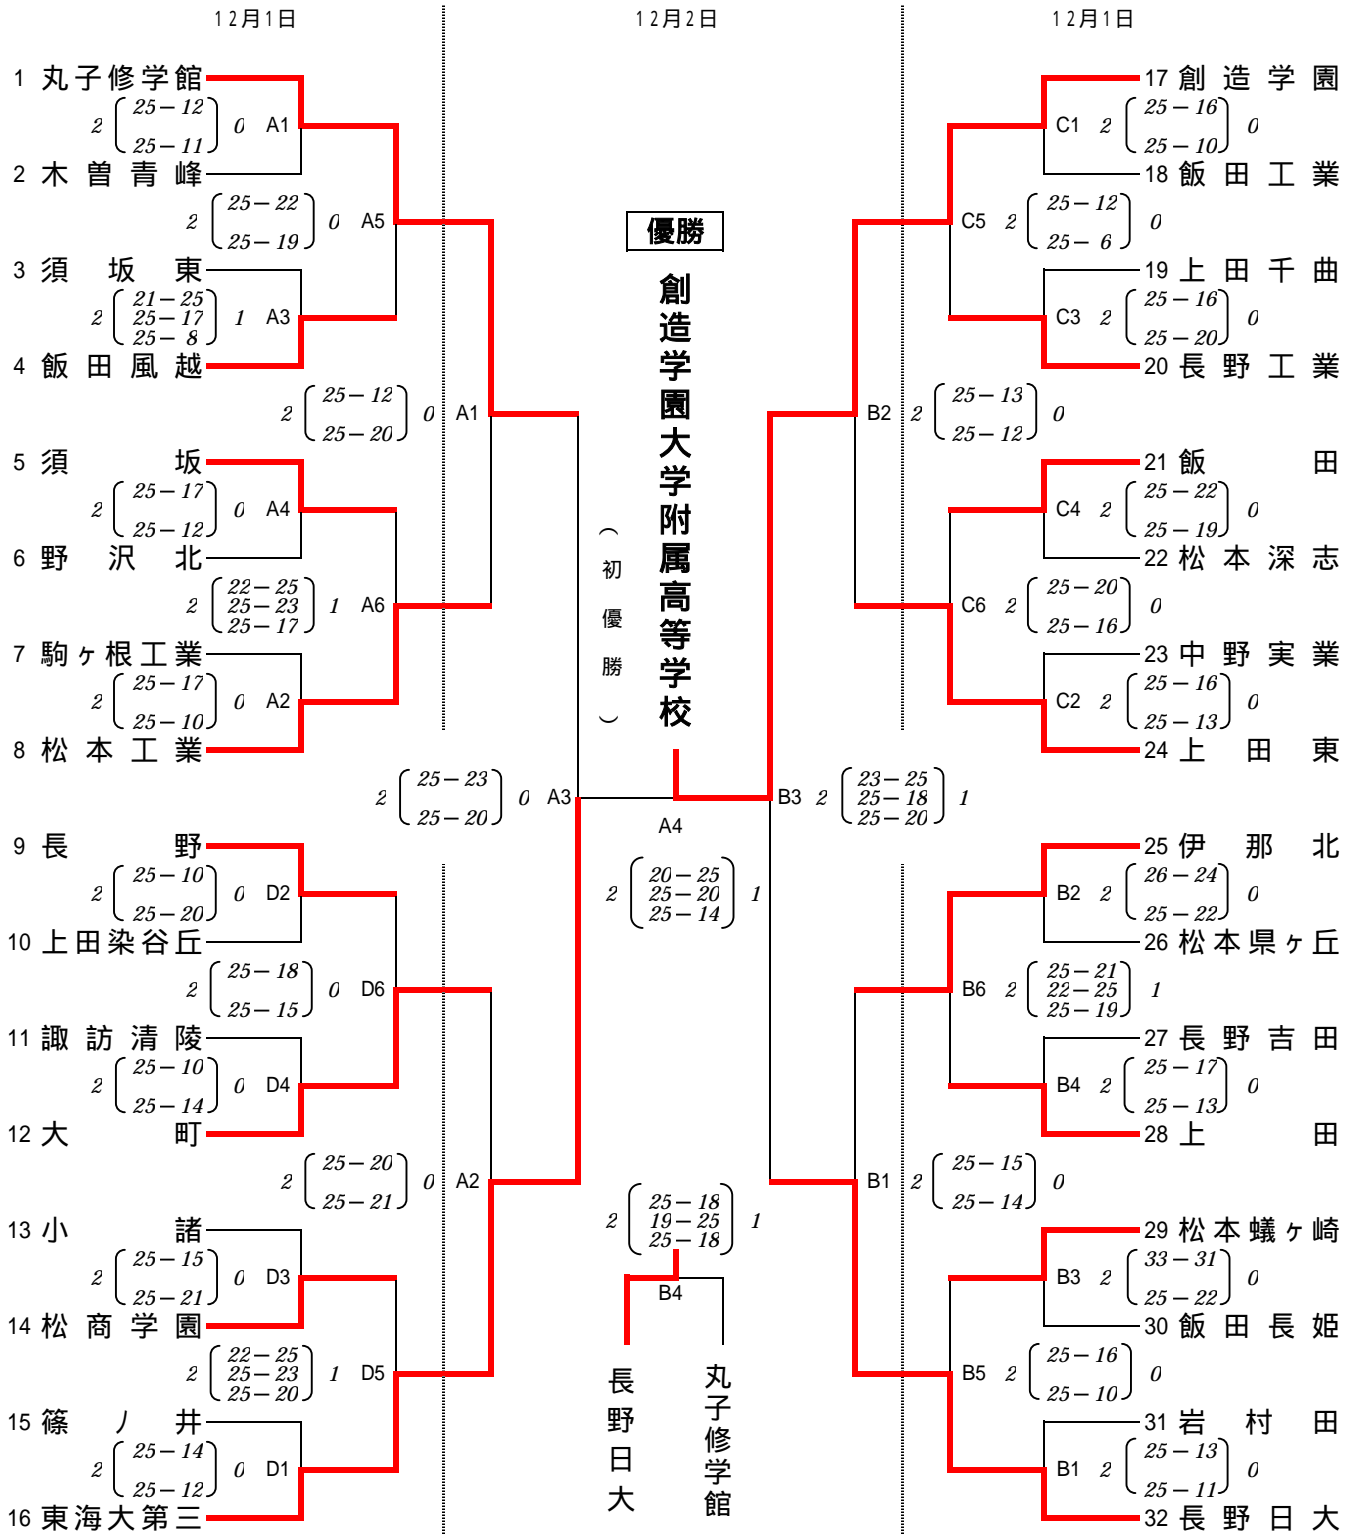 12月1日
12月2日
12月1日
1 丸子修学館
2 25－12 25－11 0 A1
2 木曽青峰
2 25－22 25－19 0 A5
3 須坂東
2 21－25 25－17 25－8 1 A3
4 飯田風越
2 25－12 25－20 0 A1
5 須坂
2 25－17 25－12 0 A4
6 野沢北
2 22－25 25－23 25－17 1 A6
7 駒ヶ根工業
2 25－17 25－10 0 A2
8 松本工業
2 25－23 25－20 0 A3
9 長野
2 25－10 25－20 0 D2
10 上田染谷丘
2 25－18 25－15 0 D6
11 諏訪清陵
2 25－10 25－14 0 D4
12 大町
2 25－20 25－21 0 A2
13 小諸
2 25－15 25－21 0 D3
14 松商学園
2 22－25 25－23 25－20 1 D5
15 篠ノ井
2 25－14 25－12 0 D1
16 東海大第三
優勝
創造学園大学附属高等学校
（初優勝）
A4
2 20－25 25－20 25－14 1
2 25－18 19－25 25－18 1
B4
長野日大
丸子修学館
17 創造学園
C1 2 25－16 25－10 0
18 飯田工業
C5 2 25－12 25－6 0
19 上田千曲
C3 2 25－16 25－20 0
20 長野工業
B2 2 25－13 25－12 0
21 飯田
C4 2 25－22 25－19 0
22 松本深志
C6 2 25－20 25－16 0
23 中野実業
C2 2 25－16 25－13 0
24 上田東
B3 2 23－25 25－18 25－20 1
25 伊那北
B2 2 26－24 25－22 0
26 松本県ヶ丘
B6 2 25－21 22－25 25－19 1
27 長野吉田
B4 2 25－17 25－13 0
28 上田
B1 2 25－15 25－14 0
29 松本蟻ヶ崎
B3 2 33－31 25－22 0
30 飯田長姫
B5 2 25－16 25－10 0
31 岩村田
B1 2 25－13 25－11 0
32 長野日大